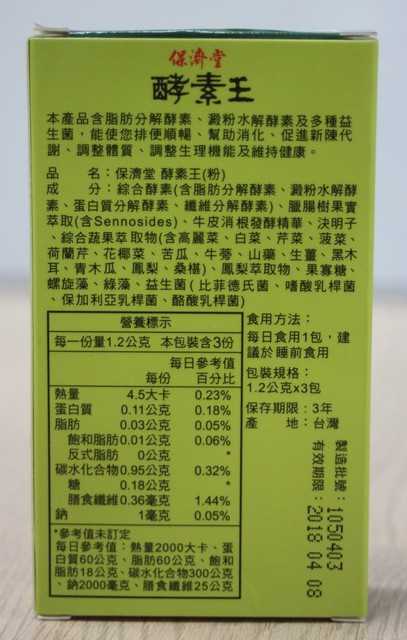 保濟堂
酵素王
本產品含脂肪分解酵素、澱粉水解酵素及多種益
生菌，能使您排便順暢、幫助消化、促進新陳代
謝、調整體質、調整生理機能及維持健康。
品　　名：保濟堂 酵素王(粉)
成　　分：綜合酵素(含脂肪分解酵素、澱粉水解酵
素、蛋白質分解酵素、纖維分解酵素)、臘腸樹果實
萃取(含Sennosides)、牛皮消根發酵精華、決明子
、綜合蔬果萃取物(含高麗菜、白菜、芹菜、菠菜、
荷蘭芹、花椰菜、苦瓜、牛蒡、山藥、生薑、黑木
耳、青木瓜、鳳梨、桑椹)、鳳梨萃取物、果寡糖、
螺旋藻、綠藻、益生菌(比菲德氏菌、嗜酸乳桿菌
、保加利亞乳桿菌、酪酸乳桿菌)
營養標示
每一份量1.2公克 本包裝含3份
每日參考值
每份 百分比
熱量 4.5大卡 0.23%
蛋白質 0.11公克 0.18%
脂肪 0.03公克 0.05%
飽和脂肪 0.01公克 0.06%
反式脂肪 0公克 *
碳水化合物 0.95公克 0.32%
糖 0.18公克 *
膳食纖維 0.36毫克 1.44%
鈉 1毫克 0.05%
*參考值未訂定
每日參考值：熱量2000大卡、蛋
白質60公克、脂肪60公克、飽和
脂肪18公克、碳水化合物300公克
、鈉2000毫克、膳食纖維25公克
食用方法：
每日食用1包，建
議於睡前食用
包裝規格：
1.2公克x3包
保存期限：3年
產　　地：台灣
製造批號：1050403
有效期限：2018 04 08